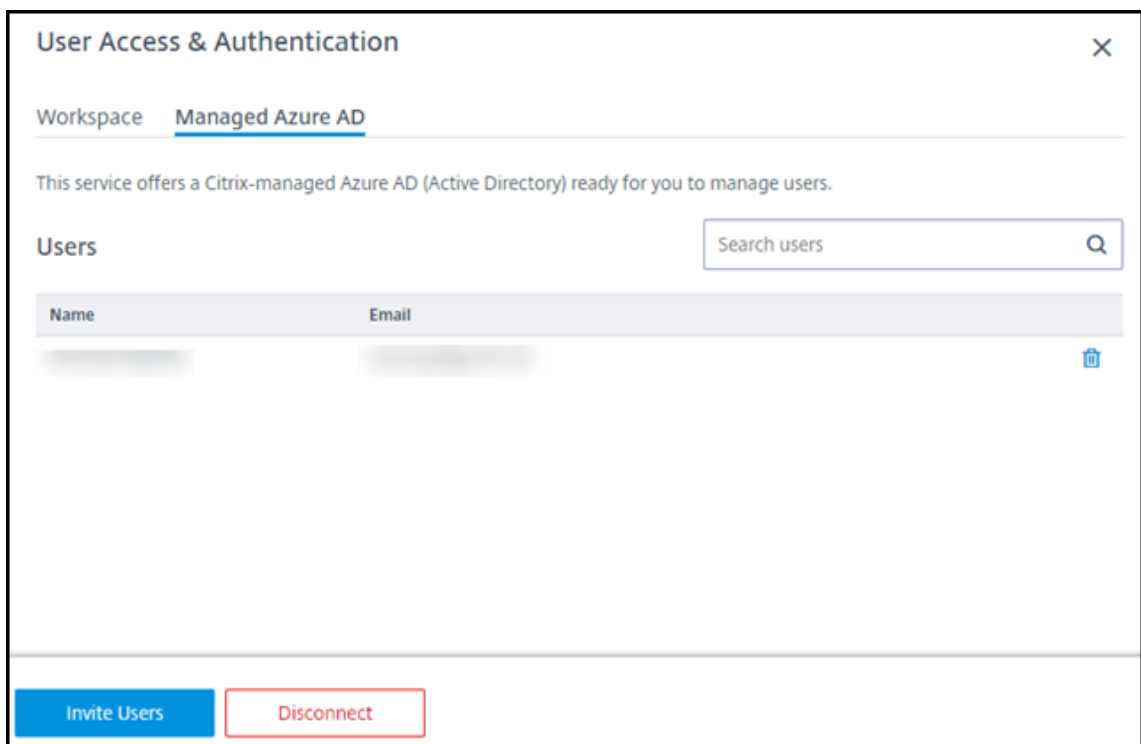 User Access & Authentication
Workspace Managed Azure AD
This service offers a Citrix-managed Azure AD (Active Directory) ready for you to manage users.
Users Search users
Name Email
Invite Users Disconnect